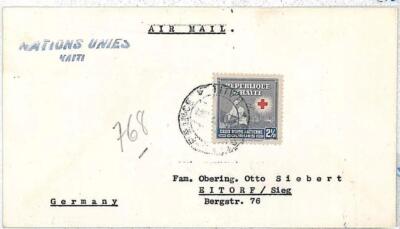 AIR MAIL.
NATIONS UNIES
HAITI
REPUBLIQUE
D'HAITI
2½
768
Fam. Obering. Otto Siebert
EITORF/Sieg
Bergstr. 76
Germany